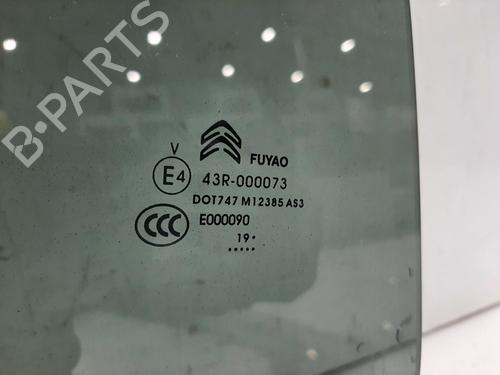 B-PARTS
FUYAO
V
E4 43R-000073
DOT747 M12385 AS3
CCC E000090
19•
•••••